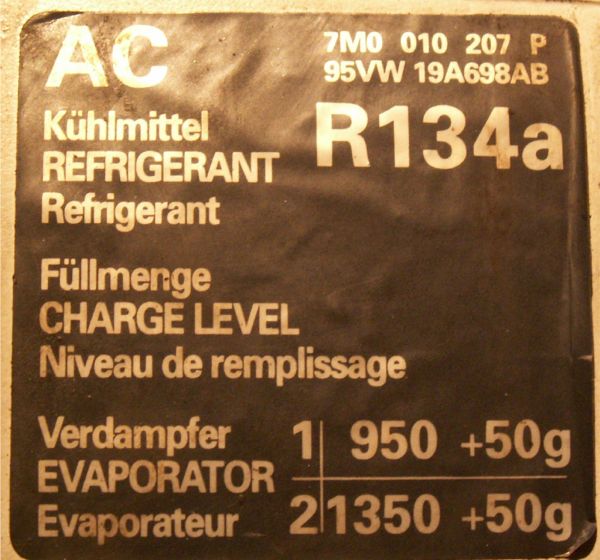 AC 7M0 010 207 P
95VW 19A698AB
Kühlmittel R134a
REFRIGERANT
Refrigerant
Füllmenge
CHARGE LEVEL
Niveau de remplissage
Verdampfer 1 950 +50g
EVAPORATOR
Evaporateur 2 1350 +50g